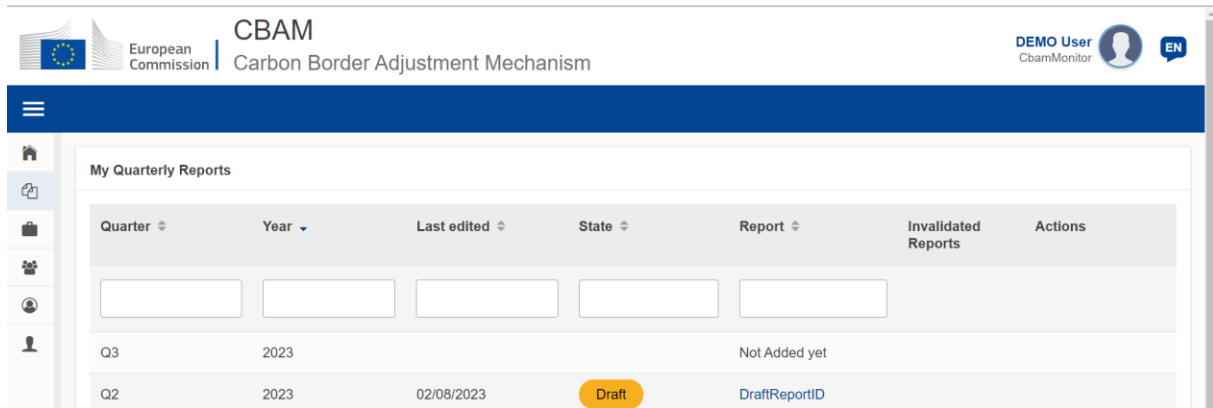 European
Commission
CBAM
Carbon Border Adjustment Mechanism
DEMO User
CbamMonitor
EN
My Quarterly Reports
Quarter Year Last edited State Report Invalidated Reports Actions
Q3 2023 Not Added yet
Q2 2023 02/08/2023 Draft DraftReportID